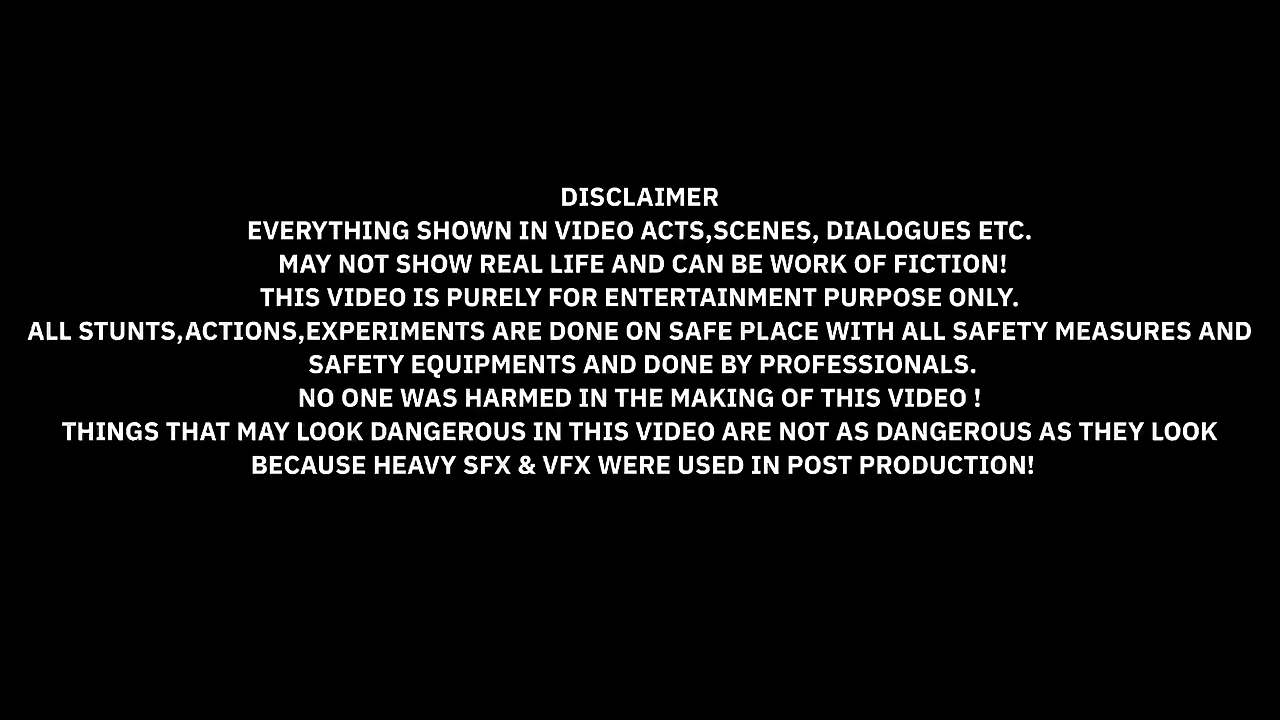 DISCLAIMER
EVERYTHING SHOWN IN VIDEO ACTS,SCENES, DIALOGUES ETC.
MAY NOT SHOW REAL LIFE AND CAN BE WORK OF FICTION!
THIS VIDEO IS PURELY FOR ENTERTAINMENT PURPOSE ONLY.
ALL STUNTS,ACTIONS,EXPERIMENTS ARE DONE ON SAFE PLACE WITH ALL SAFETY MEASURES AND
SAFETY EQUIPMENTS AND DONE BY PROFESSIONALS.
NO ONE WAS HARMED IN THE MAKING OF THIS VIDEO !
THINGS THAT MAY LOOK DANGEROUS IN THIS VIDEO ARE NOT AS DANGEROUS AS THEY LOOK
BECAUSE HEAVY SFX & VFX WERE USED IN POST PRODUCTION!